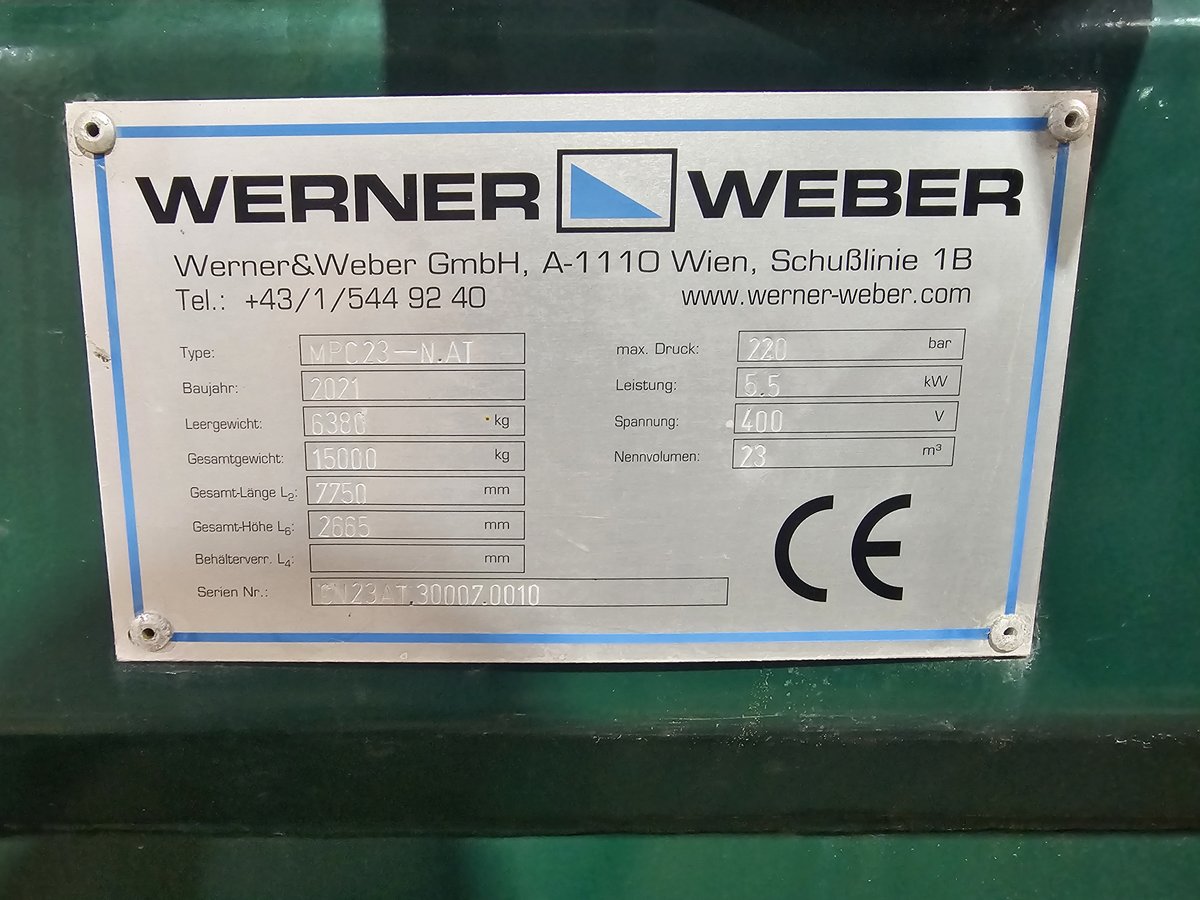 WERNER WEBER
Werner&Weber GmbH, A-1110 Wien, Schußlinie 1B
Tel.: +43/1/544 92 40 www.werner-weber.com
Type: MPC23-N.AT
Baujahr: 2021
Leergewicht: 6380 kg
Gesamtgewicht: 15000 kg
Gesamt-Länge L2: 7750 mm
Gesamt-Höhe L6: 2665 mm
Behälterverr. L4: mm
Serien Nr.: CN23AT.30007.0010
max. Druck: 220 bar
Leistung: 5.5 kW
Spannung: 400 V
Nennvolumen: 23 m³
CE